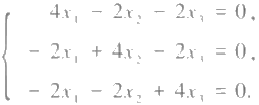 4x₁ - 2x₂ - 2x₃ = 0,
- 2x₁ + 4x₂ - 2x₃ = 0,
- 2x₁ - 2x₂ + 4x₃ = 0.